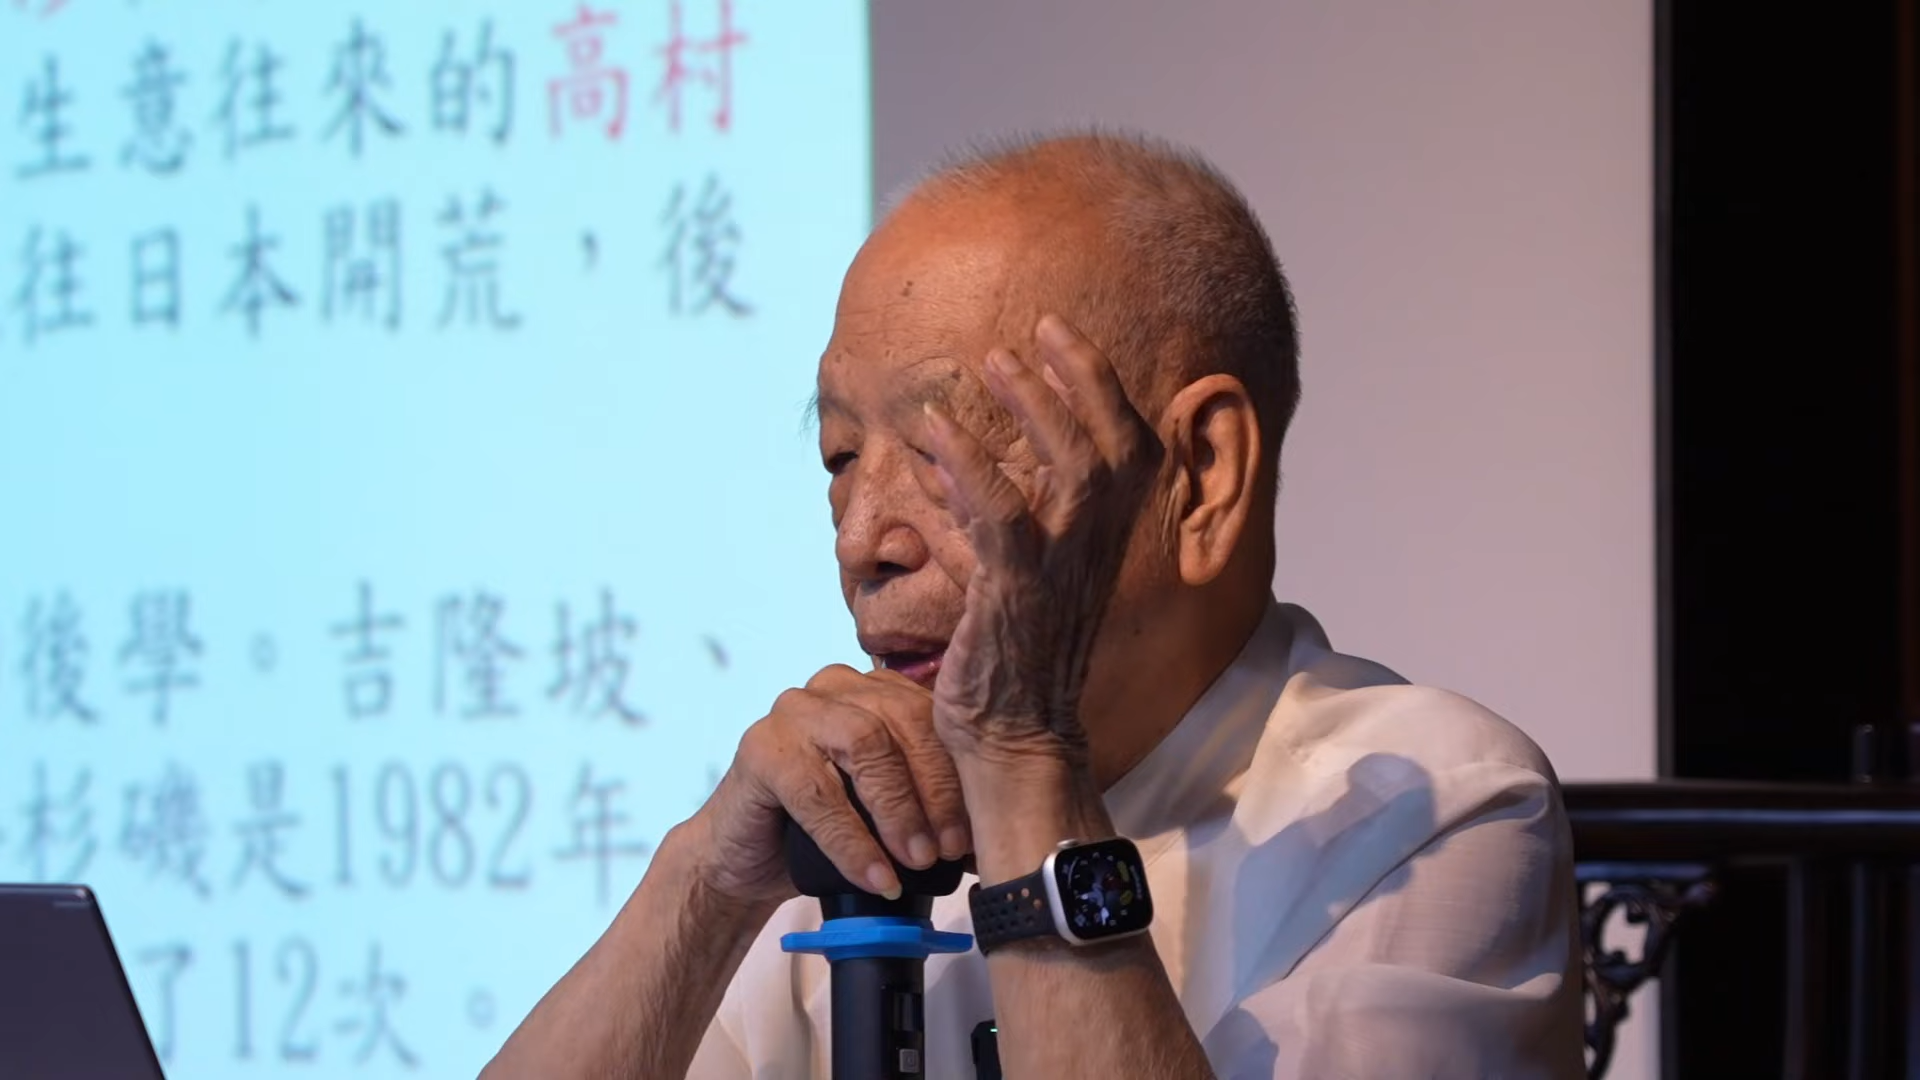 生意往來的高村
往日本開荒，後
後學。吉隆坡、
杉磯是1982年
了12次。